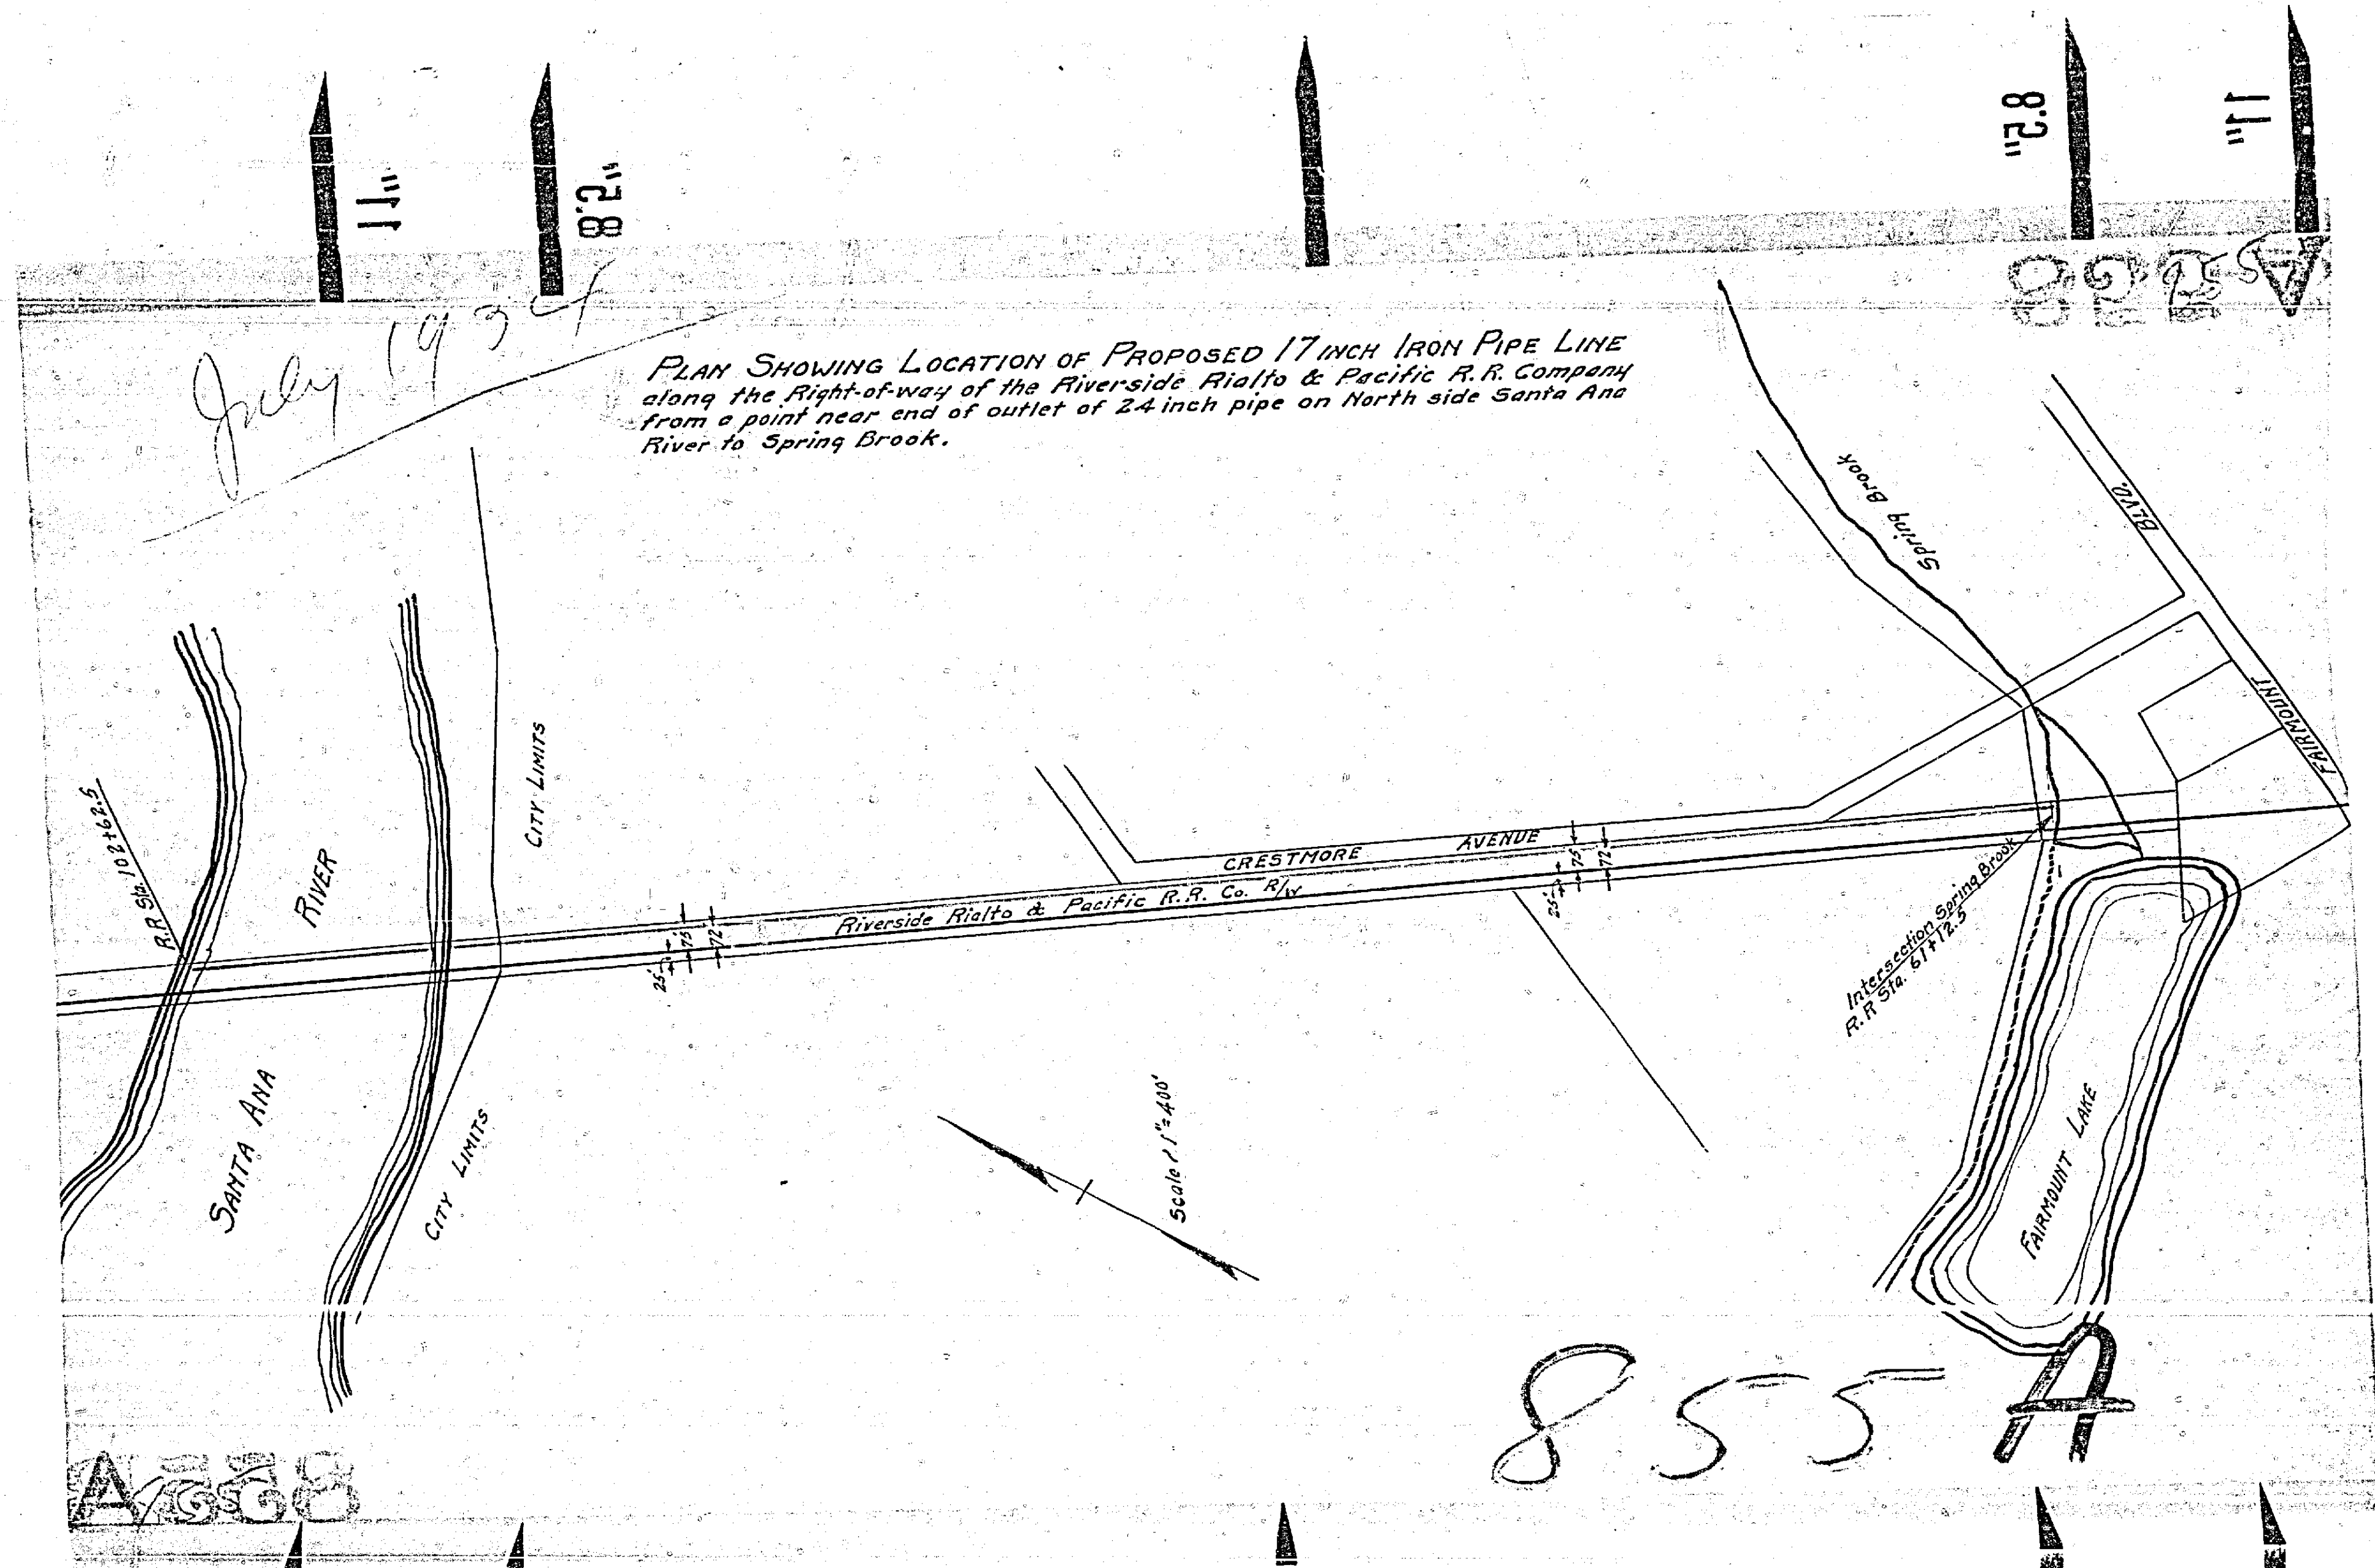 11"
8.5"
8.5"
11"
July 1934
PLAN SHOWING LOCATION OF PROPOSED 17 INCH IRON PIPE LINE
along the Right-of-way of the Riverside Rialto & Pacific R.R. Company
from a point near end of outlet of 24 inch pipe on North side Santa Ana
River to Spring Brook.
Spring Brook
BLVD.
FAIRMOUNT
CITY LIMITS
R.R Sta. 102+62.5
RIVER
CRESTMORE AVENUE
Riverside Rialto & Pacific R.R. Co. R/W
25'
75'
72'
25'
75'
72'
Intersection Spring Brook
R.R Sta. 61+12.5
SANTA ANA
CITY LIMITS
Scale 1"=400'
FAIRMOUNT LAKE
855 A